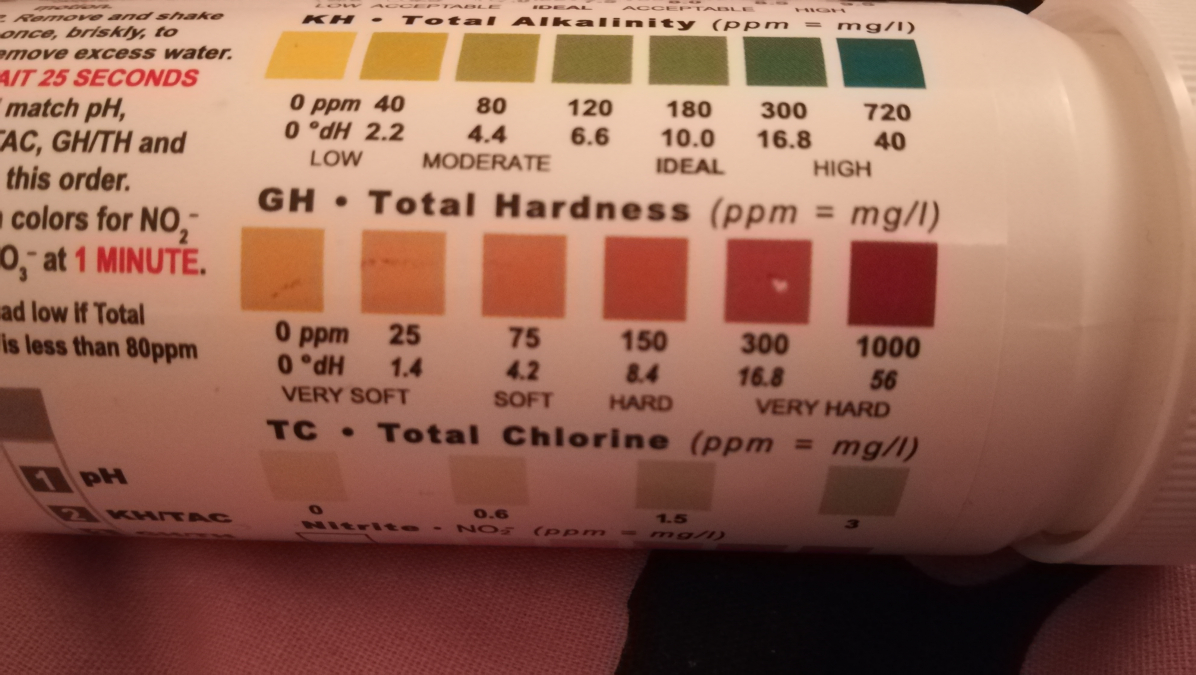 motion.
. Remove and shake
once, briskly, to
emove excess water.
AIT 25 SECONDS
match pH,
TAC, GH/TH and
this order.
colors for NO2-
O3- at 1 MINUTE.
ad low If Total
is less than 80ppm
1 pH
2 KH/TAC
LOW ACCEPTABLE IDEAL ACCEPTABLE HIGH
KH • Total Alkalinity (ppm = mg/l)
0 ppm 40 80 120 180 300 720
0 °dH 2.2 4.4 6.6 10.0 16.8 40
LOW MODERATE IDEAL HIGH
GH • Total Hardness (ppm = mg/l)
0 ppm 25 75 150 300 1000
0 °dH 1.4 4.2 8.4 16.8 56
VERY SOFT SOFT HARD VERY HARD
TC • Total Chlorine (ppm = mg/l)
0 0.6 1.5 3
Nitrite • NO2- (ppm = mg/l)